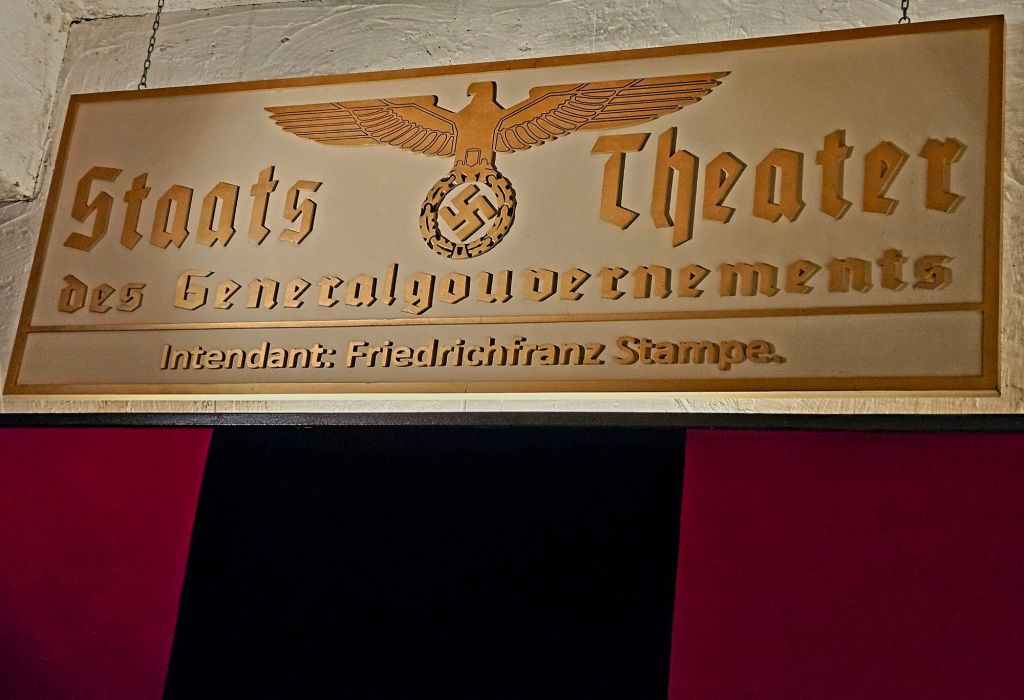 Staats Theater
des Generalgouvernements
Intendant: Friedrichfranz Stampe.